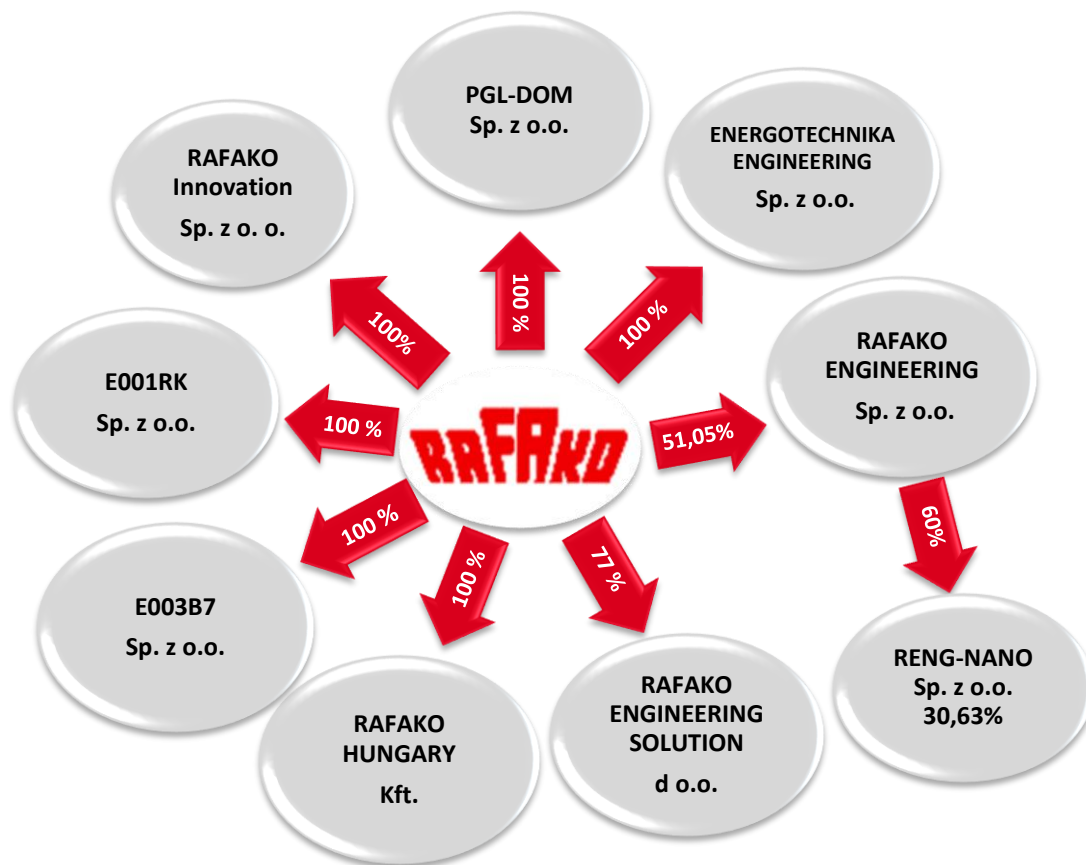 PGL-DOM
Sp. z o.o.
ENERGOTECHNIKA
ENGINEERING
Sp. z o.o.
RAFAKO
Innovation
Sp. z o. o.
100%
100 %
100 %
RAFAKO
ENGINEERING
Sp. z o.o.
E001RK
Sp. z o.o.
100 %
RAFAKO
51,05%
100 %
100 %
77 %
60%
E003B7
Sp. z o.o.
RAFAKO
HUNGARY
Kft.
RAFAKO
ENGINEERING
SOLUTION
d o.o.
RENG-NANO
Sp. z o.o.
30,63%